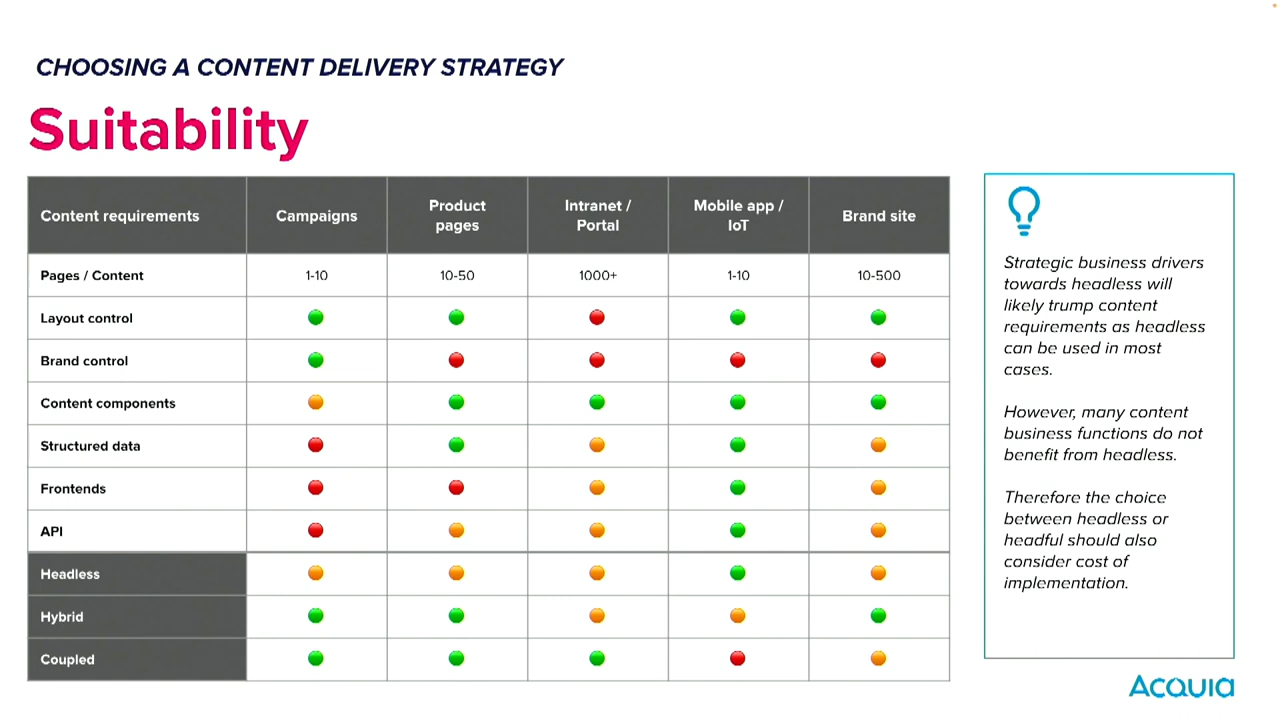 CHOOSING A CONTENT DELIVERY STRATEGY
Suitability
Content requirements Campaigns Product pages Intranet / Portal Mobile app / IoT Brand site
Pages / Content 1-10 10-50 1000+ 1-10 10-500
Layout control
Brand control
Content components
Structured data
Frontends
API
Headless
Hybrid
Coupled
Strategic business drivers
towards headless will
likely trump content
requirements as headless
can be used in most
cases.
However, many content
business functions do not
benefit from headless.
Therefore the choice
between headless or
headful should also
consider cost of
implementation.
ACQUIA